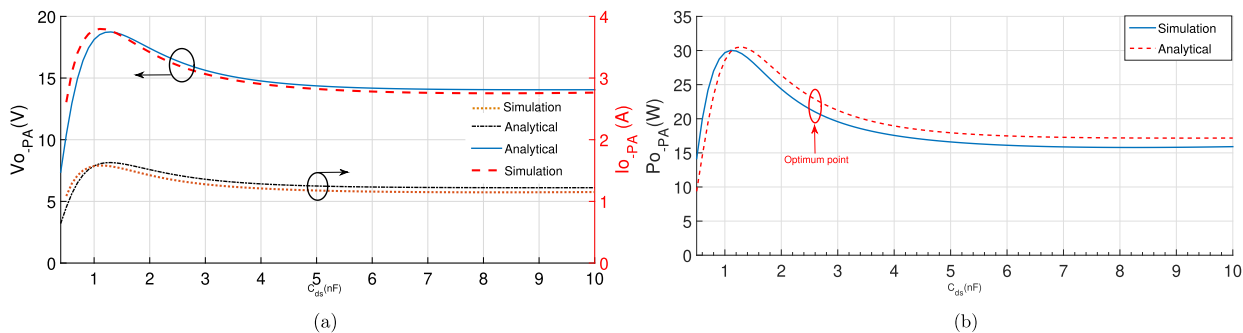 20
15
10
5
0
Vo-PA(V)
4
3
2
1
0
Io-PA (A)
Simulation
Analytical
Analytical
Simulation
1 2 3 4 5 6 7 8 9 10
Cds(nF)
(a)
35
30
25
20
15
10
5
0
Po-PA(W)
Simulation
Analytical
Optimum point
1 2 3 4 5 6 7 8 9 10
Cds(nF)
(b)